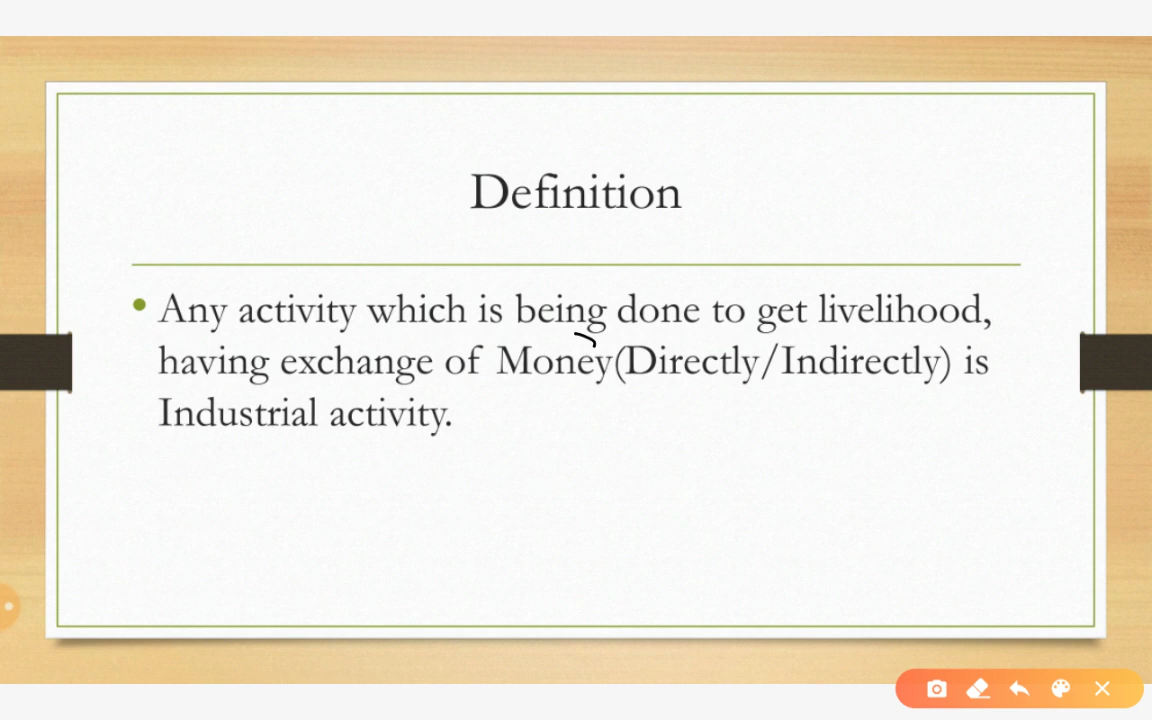 Definition
Any activity which is being done to get livelihood,
having exchange of Money(Directly/Indirectly) is
Industrial activity.